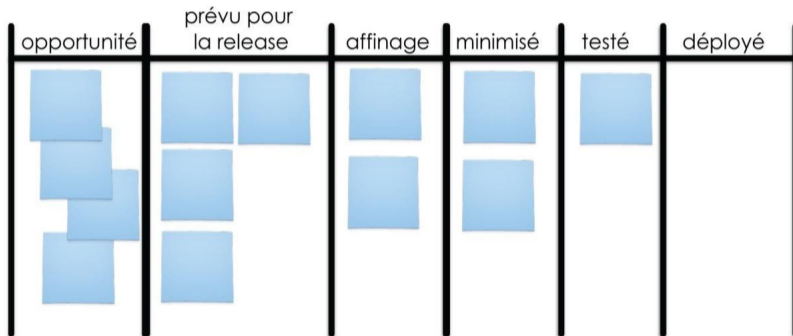 opportunité
prévu pour
la release
affinage
minimisé
testé
déployé